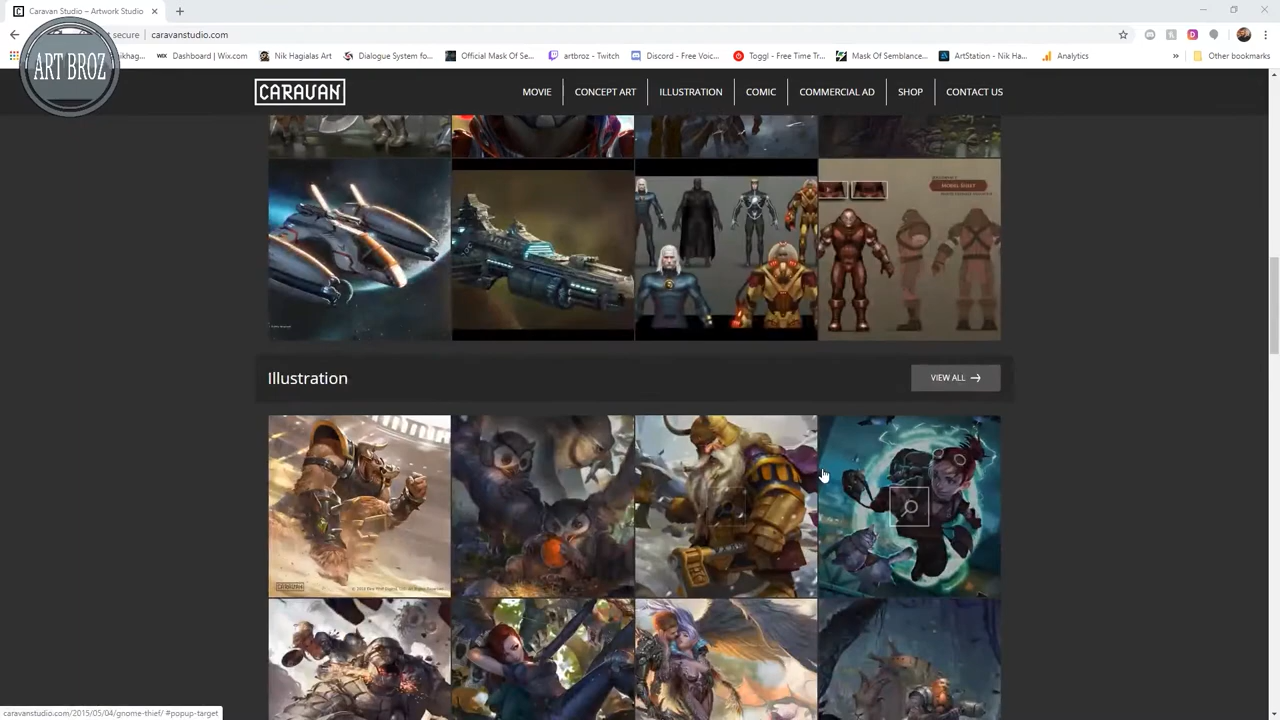 Caravan Studio – Artwork Studio
secure
caravanstudio.com
Dashboard | Wix.com
Nik Hagialas Art
Dialogue System fo...
Official Mask Of Se...
artbroz - Twitch
Discord - Free Voic...
Toggl - Free Time Tr...
Mask Of Semblance...
ArtStation - Nik Ha...
Analytics
»
Other bookmarks
ART BROZ
CARAVAN
MOVIE
CONCEPT ART
ILLUSTRATION
COMIC
COMMERCIAL AD
SHOP
CONTACT US
Illustration
VIEW ALL →
caravanstudio.com/2015/05/04/gnome-thief/ #popup-target